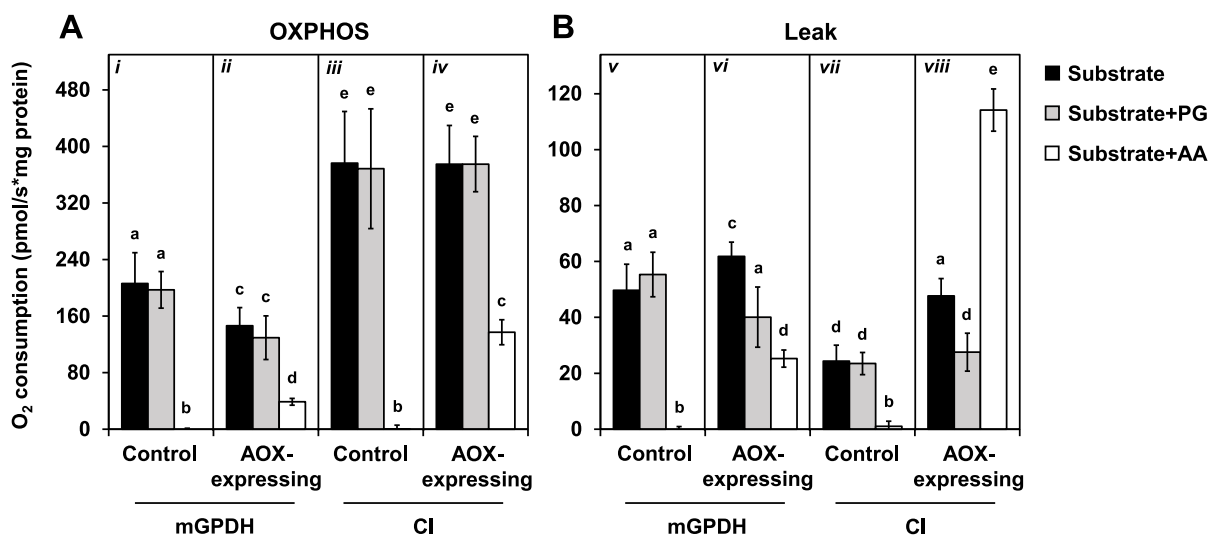 A OXPHOS
B Leak
O₂ consumption (pmol/s*mg protein)
480
400
320
240
160
80
0
i
ii
iii
iv
a a b
c c d
e e b
e e c
120
100
80
60
40
20
0
v
vi
vii
viii
a a b
c a d
d d b
a d e
Substrate
Substrate+PG
Substrate+AA
Control AOX-expressing Control AOX-expressing
mGPDH CI
Control AOX-expressing Control AOX-expressing
mGPDH CI